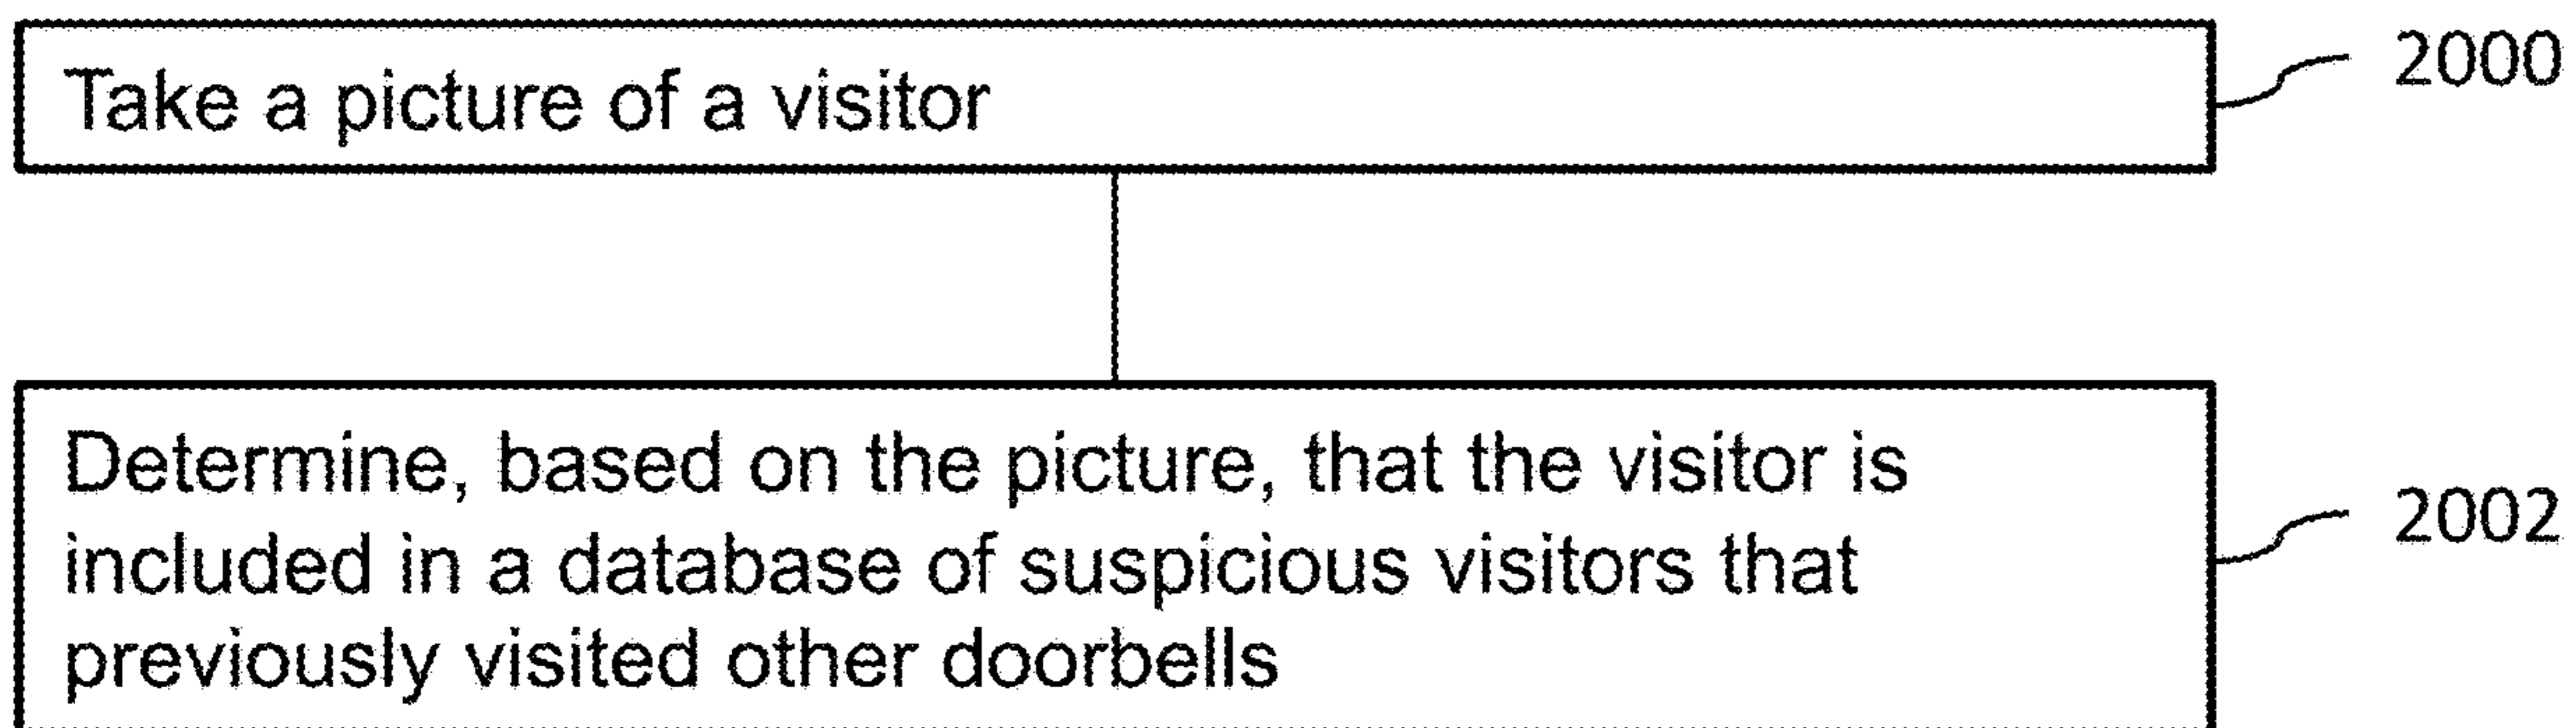 Take a picture of a visitor
2000
Determine, based on the picture, that the visitor is
included in a database of suspicious visitors that
previously visited other doorbells
2002